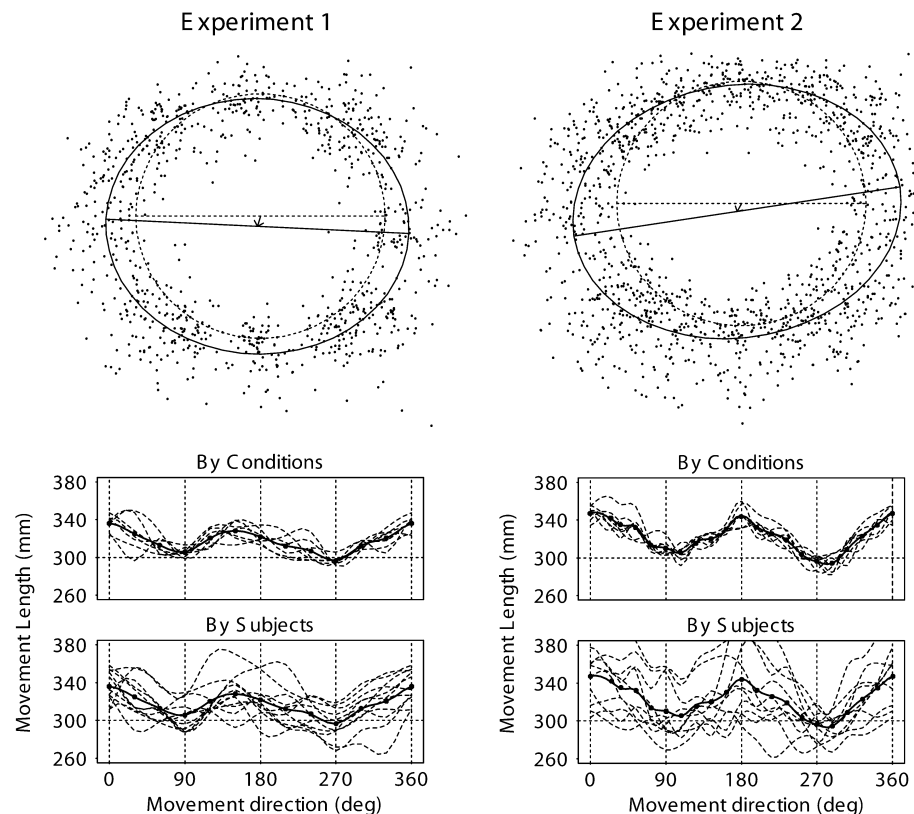 Experiment 1
Experiment 2
By Conditions
380
340
300
260
By Subjects
380
340
300
260
0 90 180 270 360
Movement direction (deg)
Movement Length (mm)
By Conditions
380
340
300
260
By Subjects
380
340
300
260
0 90 180 270 360
Movement direction (deg)
Movement Length (mm)